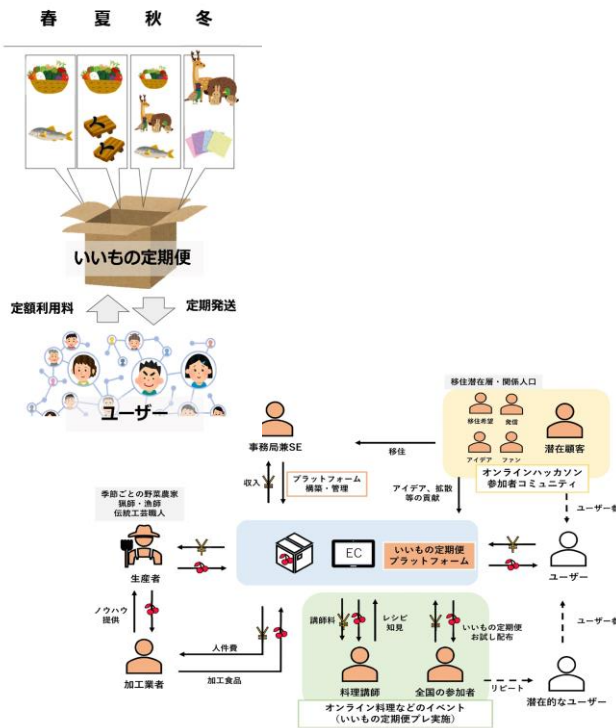 春 夏 秋 冬
いいもの定期便
定額利用料
定期発送
ユーザー
移住潜在層・関係人口
移住希望
発信
アイデア
ファン
潜在顧客
オンラインハッカソン
参加者コミュニティ
事務局兼SE
移住
収入
¥
プラットフォーム
構築・管理
アイデア、拡散
等の貢献
ユーザー参
季節ごとの野菜農家
猟師・漁師
伝統工芸職人
生産者
¥
EC
いいもの定期便
プラットフォーム
¥
ユーザー
ノウハウ
提供
加工業者
人件費
¥
加工食品
講師料
¥
レシピ
知見
¥
いいもの定期便
お試し配布
ユーザー参
料理講師
全国の参加者
リピート
潜在的なユーザー
オンライン料理などのイベント
(いいもの定期便プレ実施)